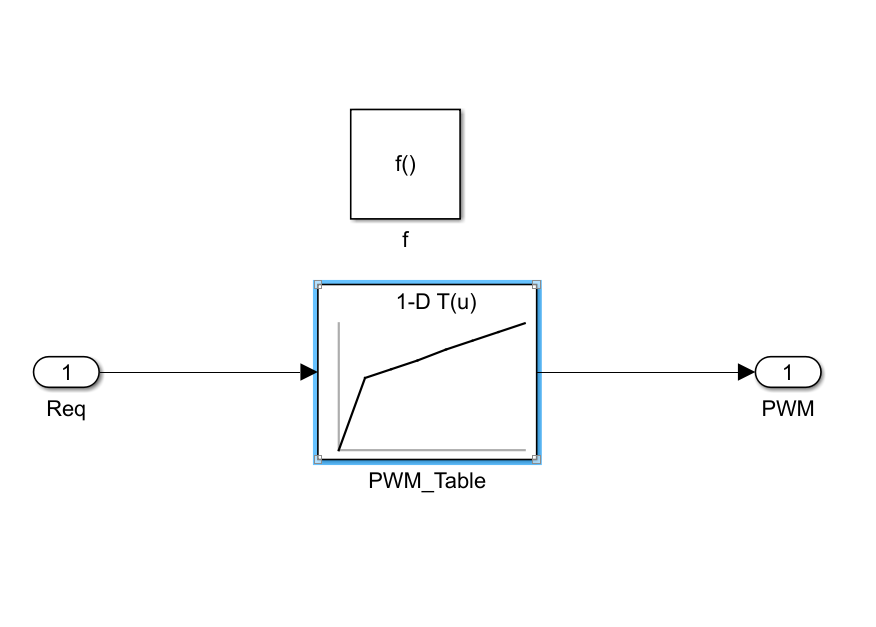 f()
f
1-D T(u)
1
Req
1
PWM
PWM_Table